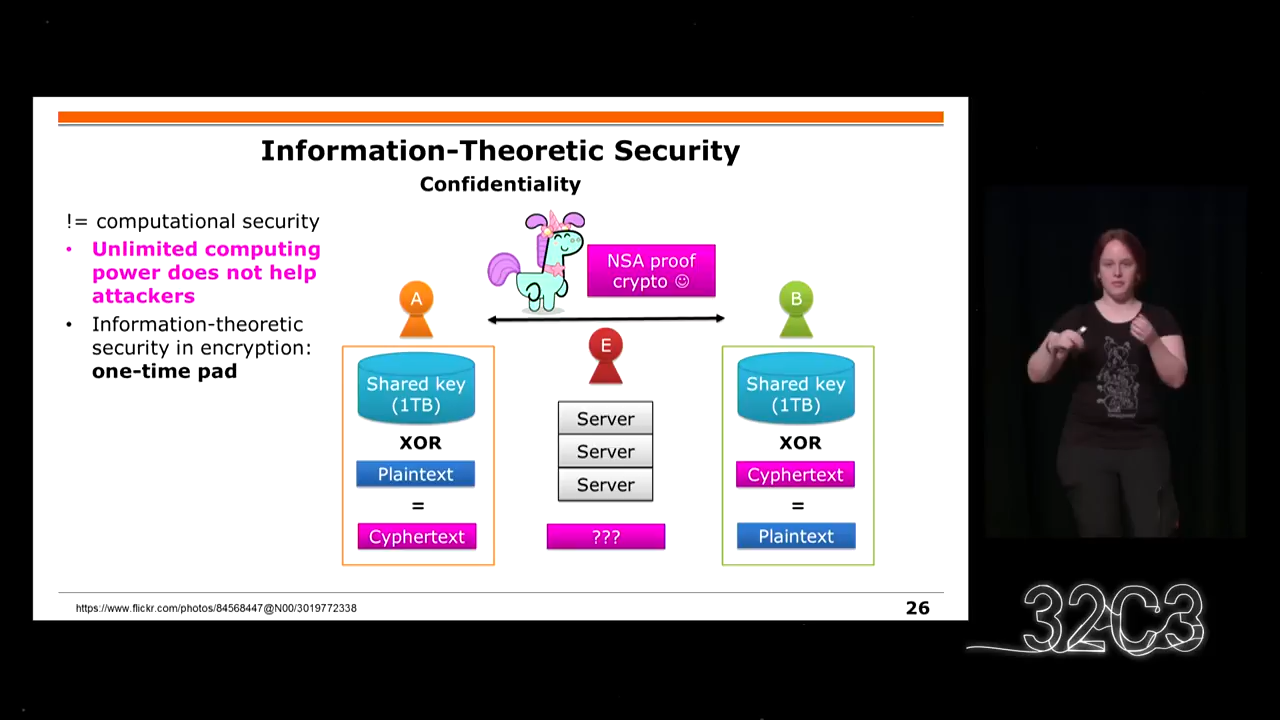 Information-Theoretic Security
Confidentiality
!= computational security
• Unlimited computing
power does not help
attackers
• Information-theoretic
security in encryption:
one-time pad
NSA proof
crypto ☺
A
B
E
Shared key
(1TB)
XOR
Plaintext
=
Cyphertext
Server
Server
Server
???
Shared key
(1TB)
XOR
Cyphertext
=
Plaintext
https://www.flickr.com/photos/84568447@N00/3019772338
26
32C3